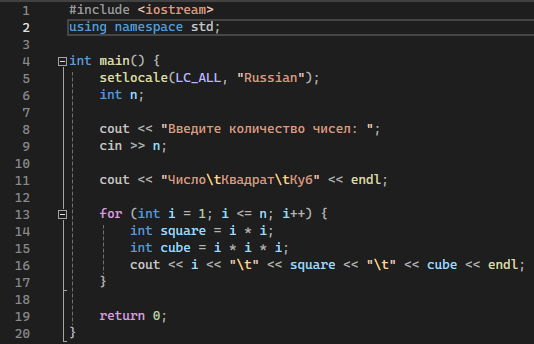 1 #include <iostream>
2 using namespace std;
3
4 int main() {
5 setlocale(LC_ALL, "Russian");
6 int n;
7
8 cout << "Введите количество чисел: ";
9 cin >> n;
10
11 cout << "Число\tКвадрат\tКуб" << endl;
12
13 for (int i = 1; i <= n; i++) {
14 int square = i * i;
15 int cube = i * i * i;
16 cout << i << "\t" << square << "\t" << cube << endl;
17 }
18
19 return 0;
20 }